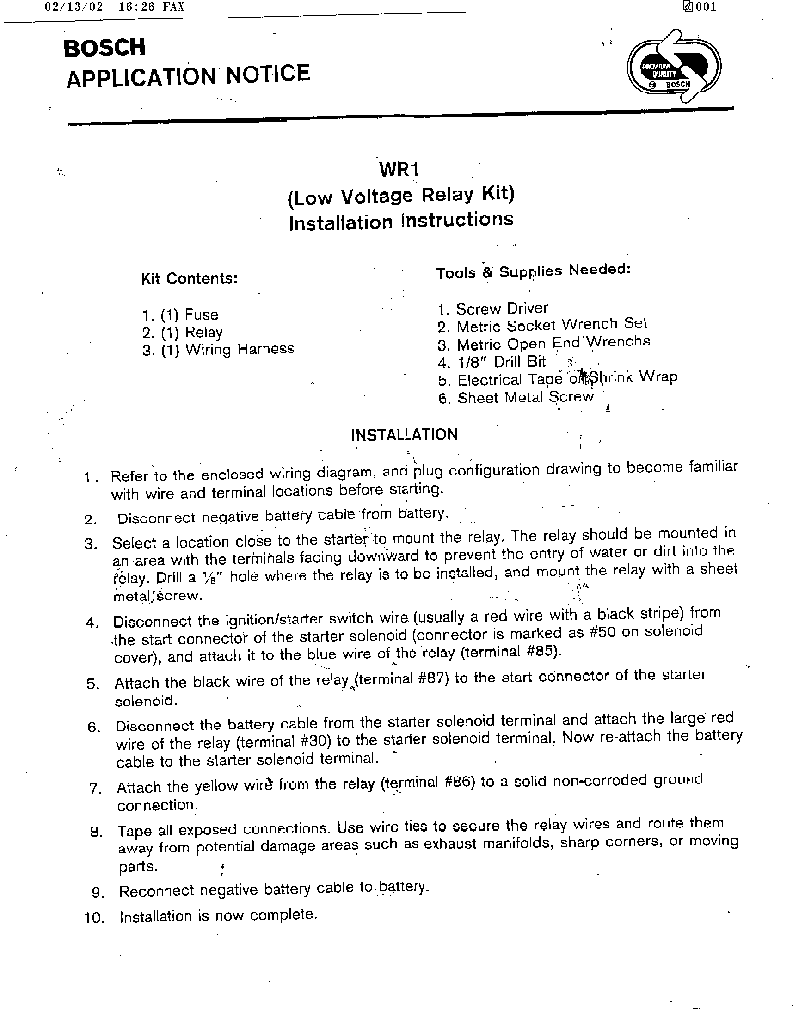 02/13/02 16:26 FAX
001
BOSCH
APPLICATION NOTICE
PREMIUM
QUALITY
BOSCH
WR1
(Low Voltage Relay Kit)
Installation Instructions
Kit Contents:
1. (1) Fuse
2. (1) Relay
3. (1) Wiring Harness
Tools & Supplies Needed:
1. Screw Driver
2. Metric Socket Wrench Set
3. Metric Open End Wrenchs
4. 1/8" Drill Bit
5. Electrical Tape or Shrink Wrap
6. Sheet Metal Screw
INSTALLATION
1. Refer to the enclosed wiring diagram, and plug configuration drawing to become familiar
with wire and terminal locations before starting.
2. Disconnect negative battery cable from battery.
3. Select a location close to the starter to mount the relay. The relay should be mounted in
an area with the terminals facing downward to prevent the entry of water or dirt into the
relay. Drill a ⅛" hole where the relay is to be installed, and mount the relay with a sheet
metal screw.
4. Disconnect the ignition/starter switch wire (usually a red wire with a black stripe) from
the start connector of the starter solenoid (connector is marked as #50 on solenoid
cover), and attach it to the blue wire of the relay (terminal #85).
5. Attach the black wire of the relay (terminal #87) to the start connector of the starter
solenoid.
6. Disconnect the battery cable from the starter solenoid terminal and attach the large red
wire of the relay (terminal #30) to the starter solenoid terminal. Now re-attach the battery
cable to the starter solenoid terminal.
7. Attach the yellow wire from the relay (terminal #86) to a solid non-corroded ground
connection.
8. Tape all exposed connections. Use wire ties to secure the relay wires and route them
away from potential damage areas such as exhaust manifolds, sharp corners, or moving
parts.
9. Reconnect negative battery cable to battery.
10. Installation is now complete.